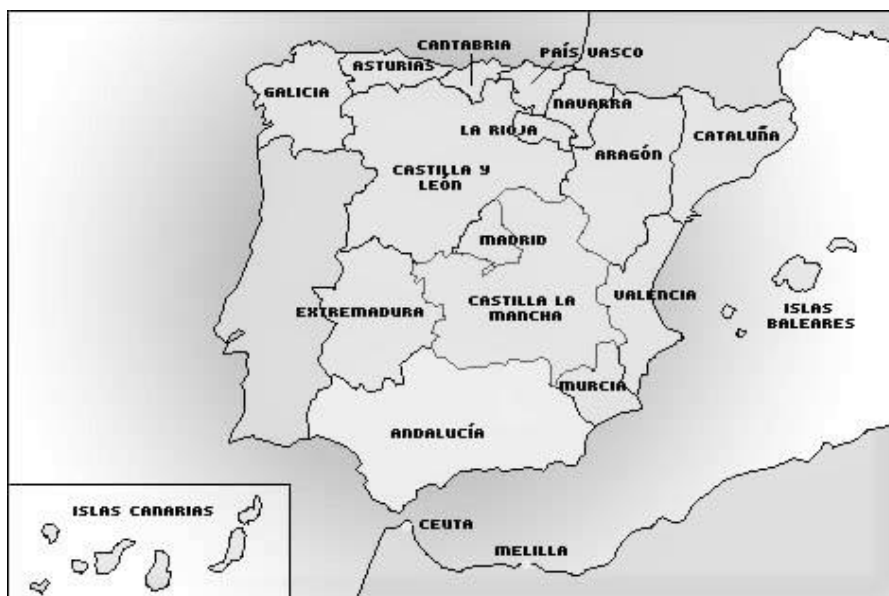 CANTABRIA
PAÍS VASCO
ASTURIAS
GALICIA
NAVARRA
LA RIOJA
CATALUÑA
ARAGÓN
CASTILLA Y
LEÓN
MADRID
EXTREMADURA
CASTILLA LA
MANCHA
VALENCIA
ISLAS
BALEARES
MURCIA
ANDALUCÍA
ISLAS CANARIAS
CEUTA
MELILLA